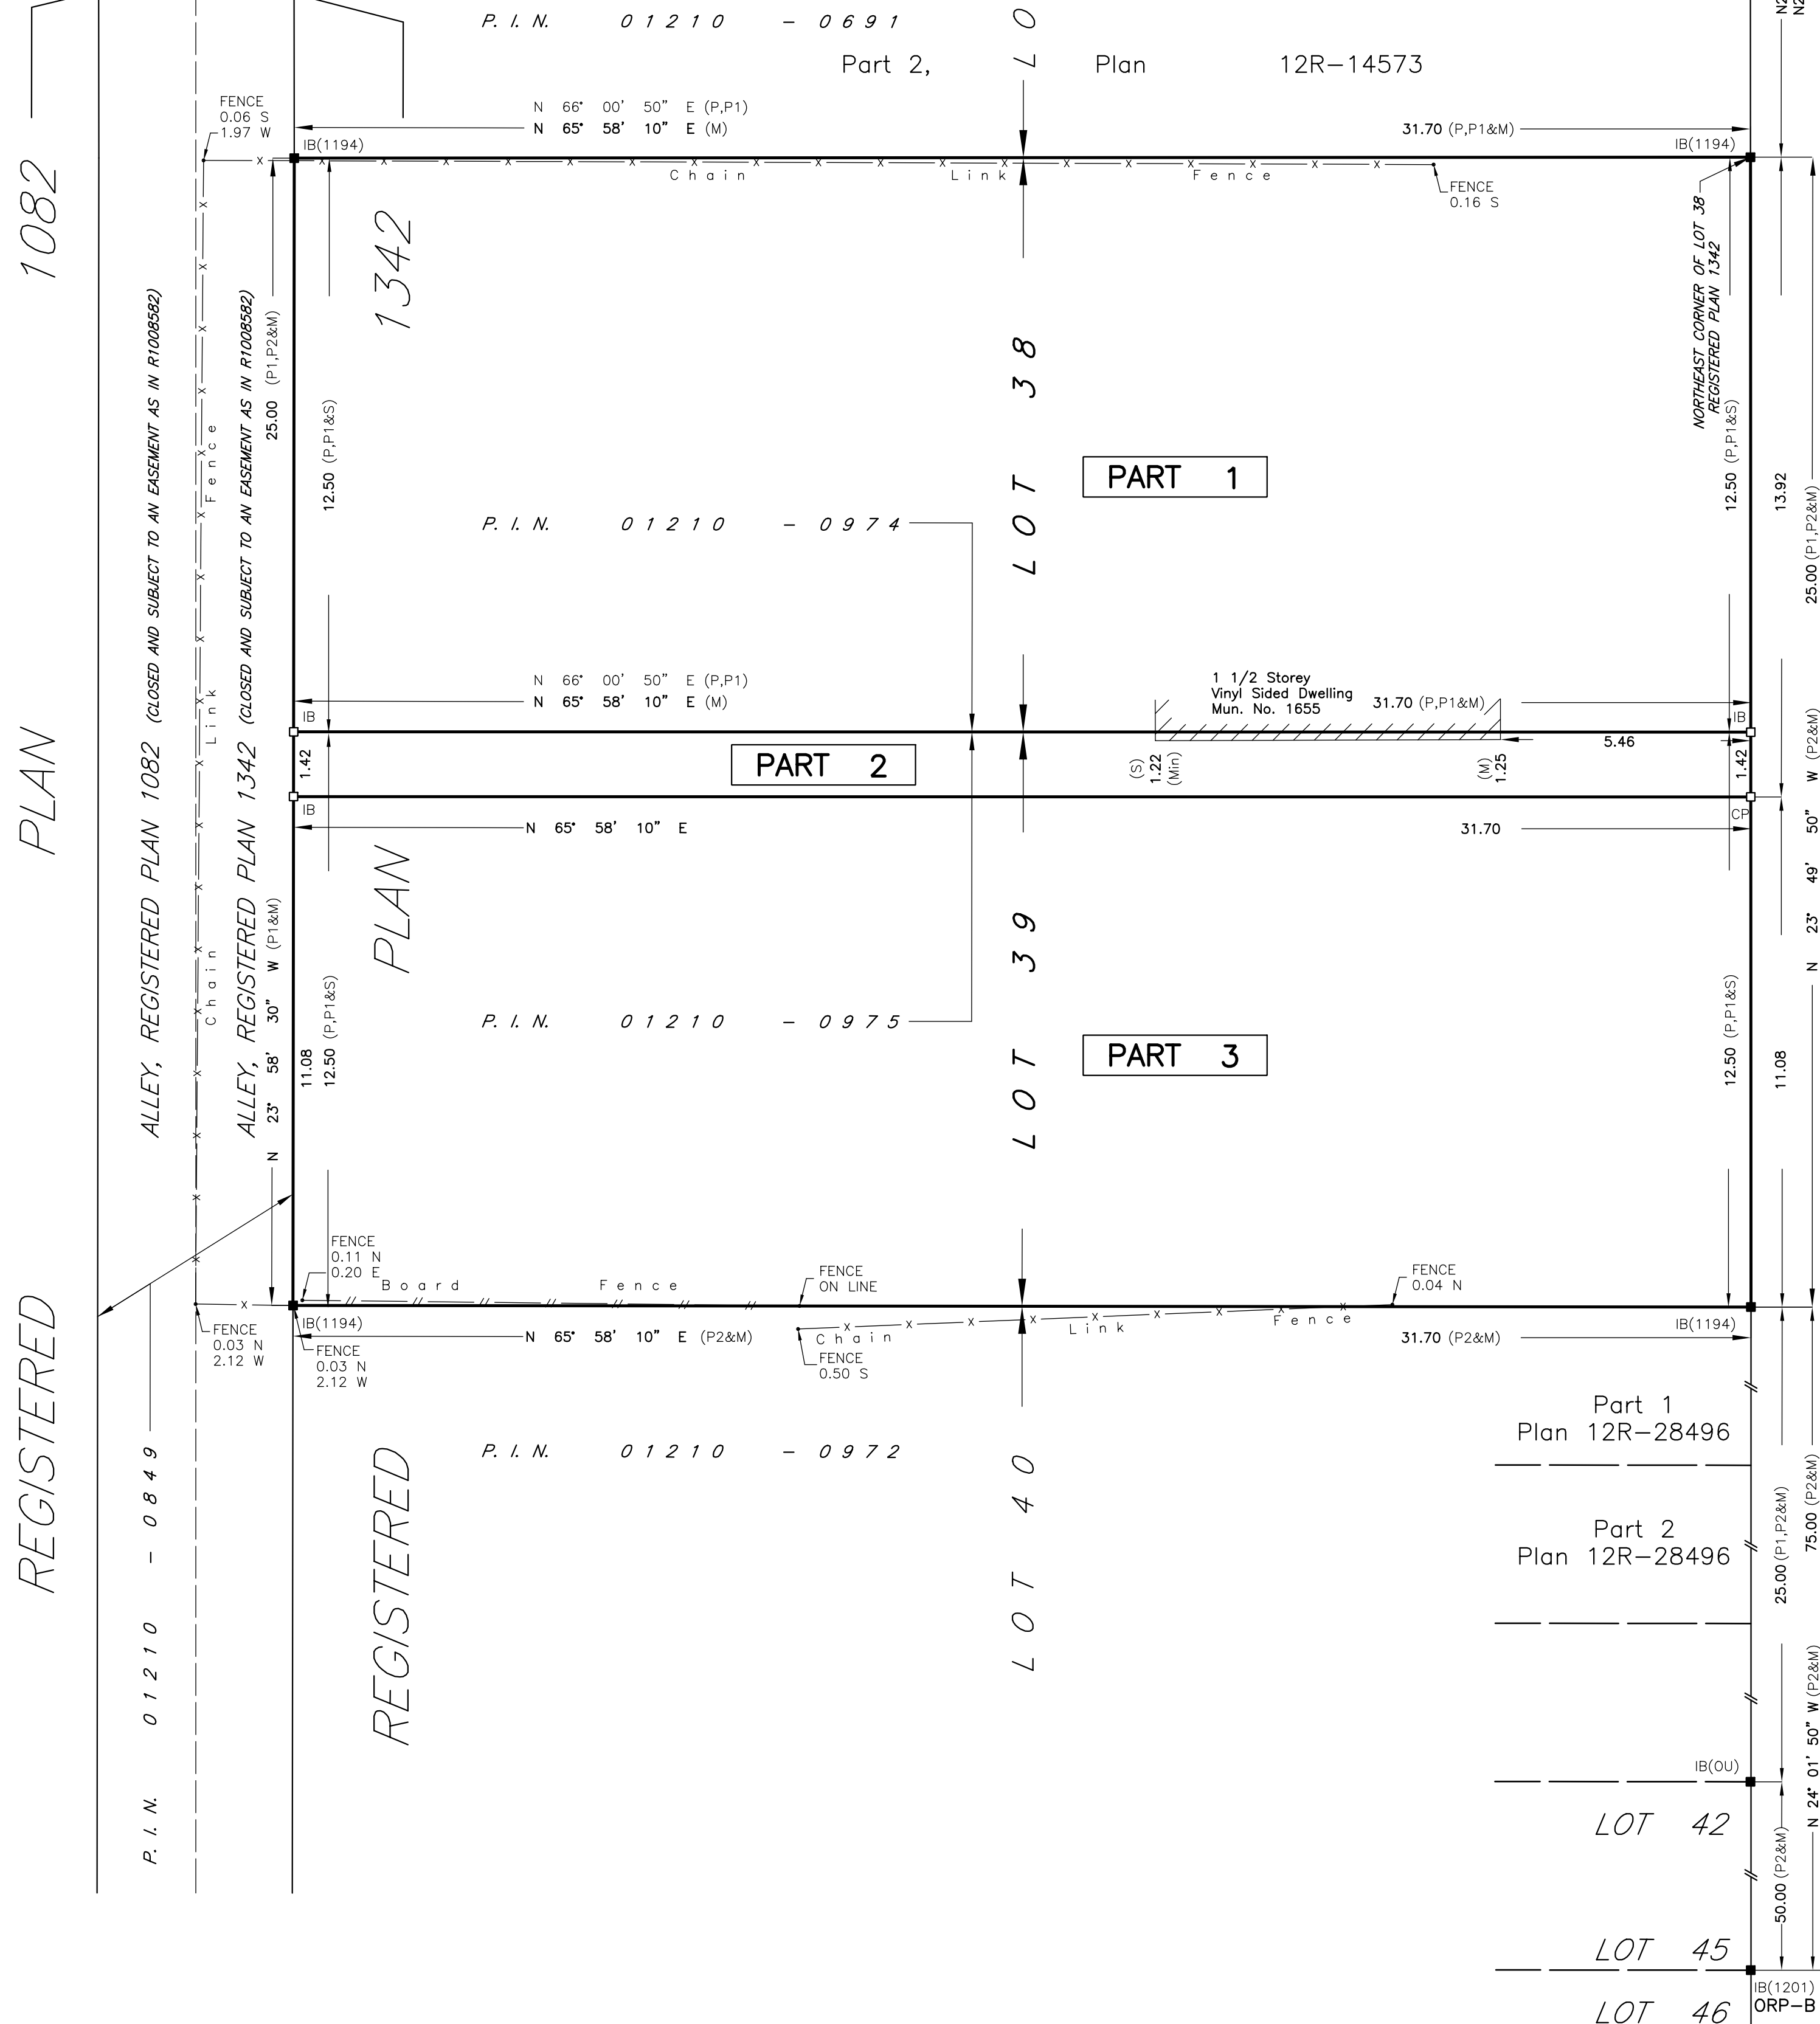 P. I. N. 01210 - 0691
LO
N2
N2
Part 2, Plan 12R-14573
FENCE
0.06 S
1.97 W
N 66° 00' 50" E (P,P1)
N 65° 58' 10" E (M)
31.70 (P,P1&M)
IB(1194)
IB(1194)
Chain Link Fence
FENCE
0.16 S
NORTHEAST CORNER OF LOT 38
REGISTERED PLAN 1342
REGISTERED PLAN 1082
ALLEY, REGISTERED PLAN 1082 (CLOSED AND SUBJECT TO AN EASEMENT AS IN R1008582)
Chain Link Fence
ALLEY, REGISTERED PLAN 1342 (CLOSED AND SUBJECT TO AN EASEMENT AS IN R1008582)
N 23° 58' 30" W (P1&M)
25.00 (P1,P2&M)
12.50 (P,P1&S)
REGISTERED PLAN 1342
LOT 38
PART 1
12.50 (P,P1&S)
13.92
25.00 (P1,P2&M)
P. I. N. 01210 - 0974
N 66° 00' 50" E (P,P1)
N 65° 58' 10" E (M)
1 1/2 Storey
Vinyl Sided Dwelling
Mun. No. 1655
31.70 (P,P1&M)
IB
IB
1.42
PART 2
(S)
1.22
(Min)
(M)
1.25
5.46
1.42
IB
CP
N 65° 58' 10" E
31.70
N 23° 49' 50" W (P2&M)
LOT 39
P. I. N. 01210 - 0975
PART 3
11.08
12.50 (P,P1&S)
12.50 (P,P1&S)
11.08
FENCE
0.11 N
0.20 E
Board Fence
FENCE
ON LINE
FENCE
0.04 N
FENCE
0.03 N
2.12 W
IB(1194)
FENCE
0.03 N
2.12 W
N 65° 58' 10" E (P2&M)
Chain Link Fence
FENCE
0.50 S
31.70 (P2&M)
IB(1194)
Part 1
Plan 12R-28496
P. I. N. 01210 - 0849
P. I. N. 01210 - 0972
LOT 40
Part 2
Plan 12R-28496
25.00 (P1,P2&M)
75.00 (P2&M)
N 24° 01' 50" W (P2&M)
IB(OU)
LOT 42
50.00 (P2&M)
LOT 45
IB(1201)
ORP-B
LOT 46